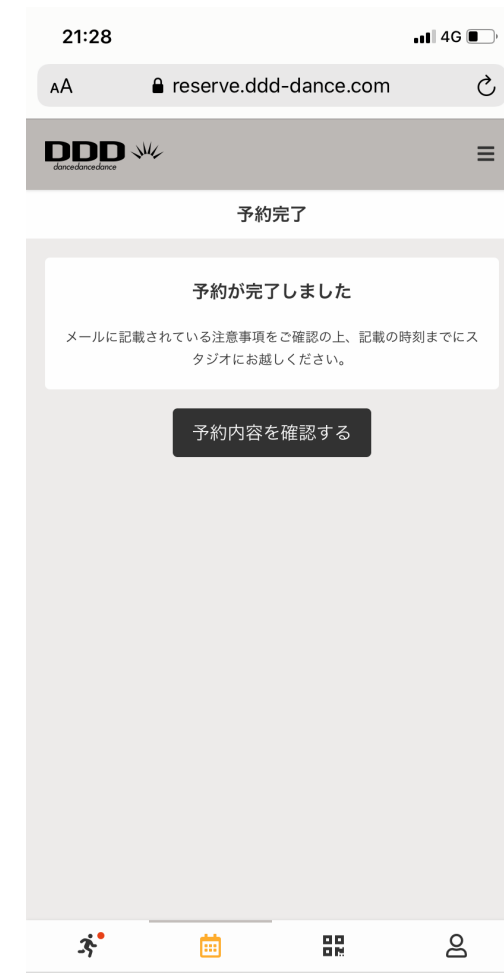 21:28
4G
AA
reserve.ddd-dance.com
DDD
dancedancedance
予約完了
予約が完了しました
メールに記載されている注意事項をご確認の上、記載の時刻までにス
タジオにお越しください。
予約内容を確認する